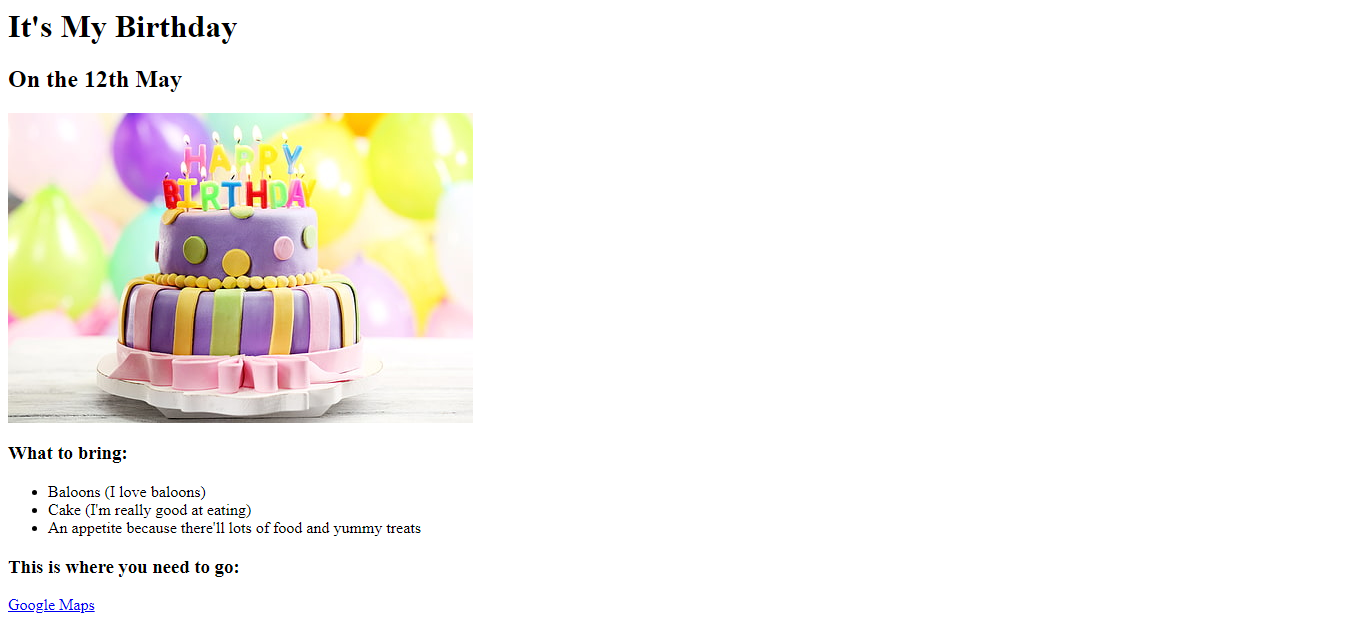 It's My Birthday
On the 12th May
HAPPY
BIRTHDAY
What to bring:
Baloons (I love baloons)
Cake (I'm really good at eating)
An appetite because there'll lots of food and yummy treats
This is where you need to go:
Google Maps